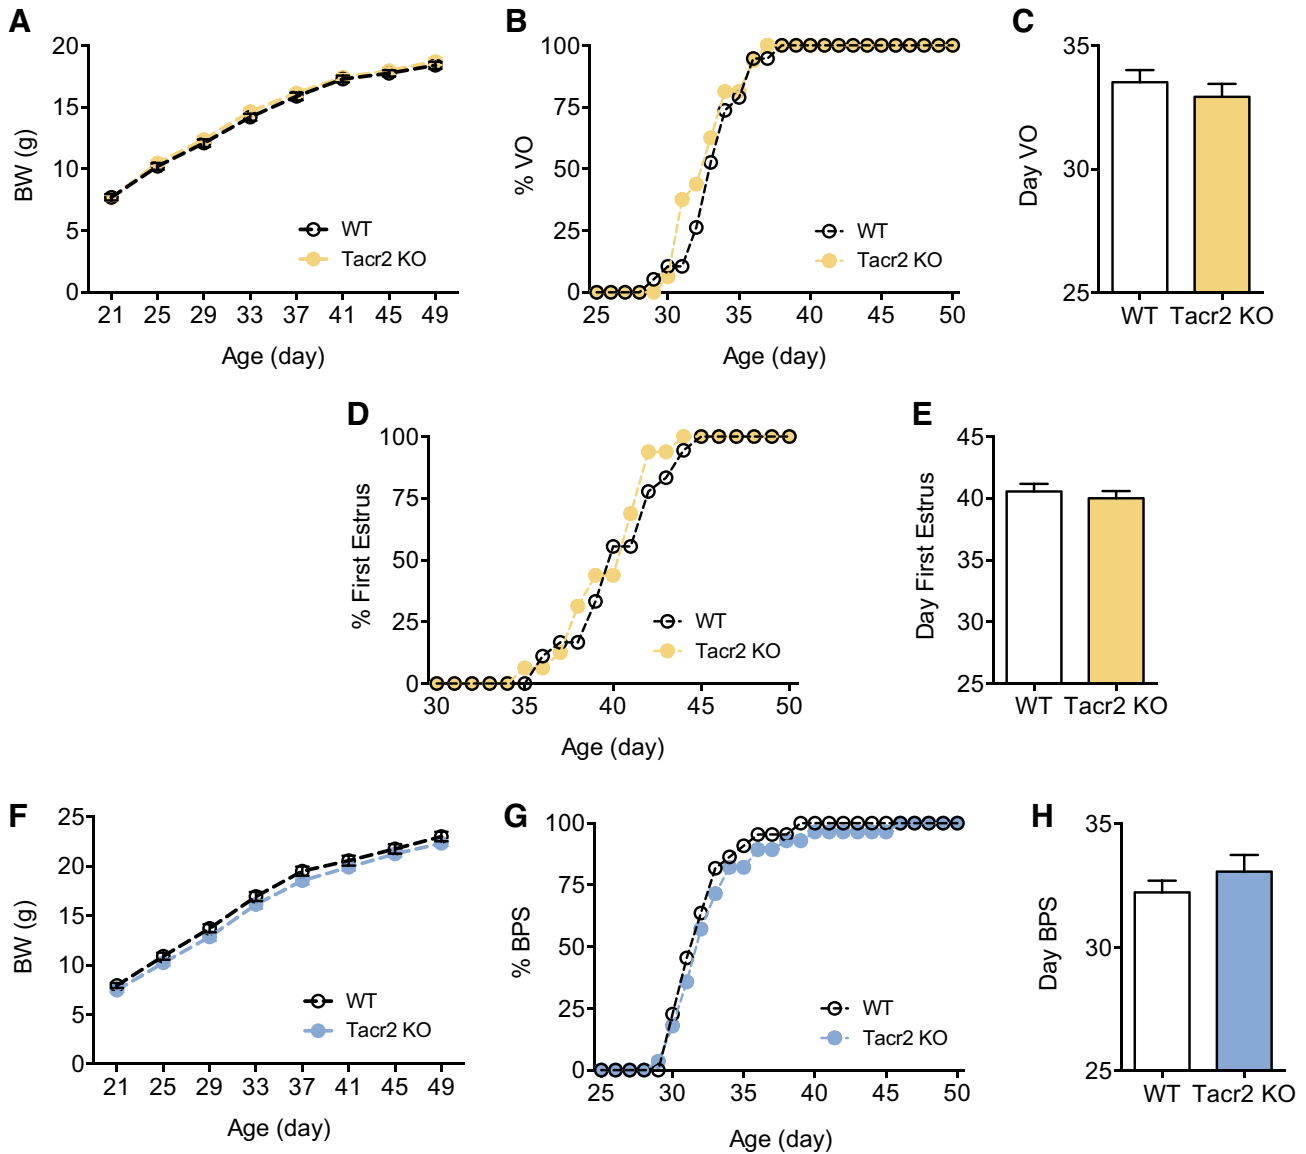 A
BW (g)
20
15
10
5
0
21 25 29 33 37 41 45 49
Age (day)
WT
Tacr2 KO
B
% VO
100
75
50
25
0
25 30 35 40 45 50
Age (day)
WT
Tacr2 KO
C
Day VO
35
30
25
WT Tacr2 KO
D
% First Estrus
100
75
50
25
0
30 35 40 45 50
Age (day)
WT
Tacr2 KO
E
Day First Estrus
45
40
35
30
25
WT Tacr2 KO
F
BW (g)
25
20
15
10
5
0
21 25 29 33 37 41 45 49
Age (day)
WT
Tacr2 KO
G
% BPS
100
75
50
25
0
25 30 35 40 45 50
Age (day)
WT
Tacr2 KO
H
Day BPS
35
30
25
WT Tacr2 KO